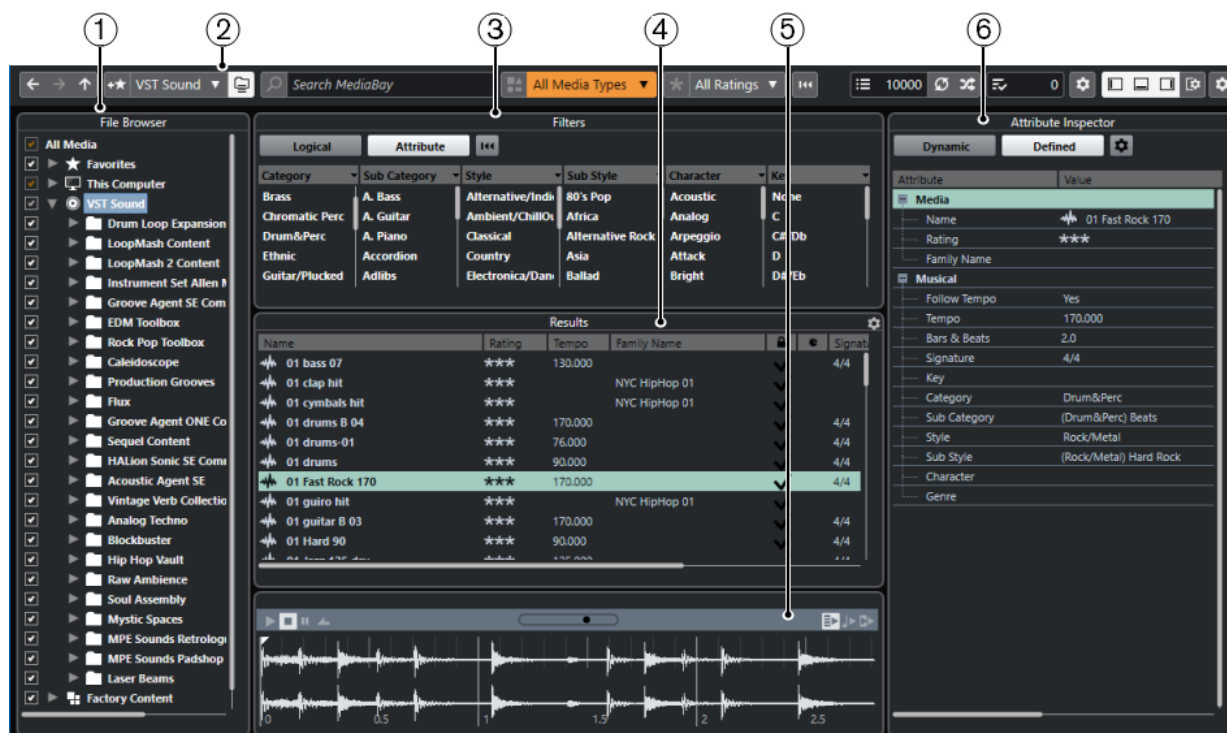 1 2 3 4 5 6
VST Sound
Search MediaBay
All Media Types
All Ratings
10000
0
File Browser
All Media
Favorites
This Computer
VST Sound
Drum Loop Expansion
LoopMash Content
LoopMash 2 Content
Instrument Set Allen
Groove Agent SE Com
EDM Toolbox
Rock Pop Toolbox
Caleidoscope
Production Grooves
Flux
Groove Agent ONE Co
Sequel Content
HALion Sonic SE Com
Acoustic Agent SE
Vintage Verb Collectio
Analog Techno
Blockbuster
Hip Hop Vault
Raw Ambience
Soul Assembly
Mystic Spaces
MPE Sounds Retrolog
MPE Sounds Padshop
Laser Beams
Factory Content
Filters
Logical Attribute
Category Sub Category Style Sub Style Character Ke
Brass A. Bass Alternative/Indi 80's Pop Acoustic None
Chromatic Perc A. Guitar Ambient/ChillOu Africa Analog C
Drum&Perc A. Piano Classical Alternative Rock Arpeggio C#/Db
Ethnic Accordion Country Asia Attack D
Guitar/Plucked Adlibs Electronica/Dan Ballad Bright D#/Eb
Results
Name Rating Tempo Family Name Signat
01 bass 07 *** 130.000 4/4
01 clap hit *** NYC HipHop 01
01 cymbals hit *** NYC HipHop 01
01 drums B 04 *** 170.000 4/4
01 drums-01 *** 76.000 4/4
01 drums *** 90.000 4/4
01 Fast Rock 170 *** 170.000 4/4
01 guiro hit *** NYC HipHop 01
01 guitar B 03 *** 170.000 4/4
01 Hard 90 *** 90.000 4/4
0 0.5 1 1.5 2 2.5
Attribute Inspector
Dynamic Defined
Attribute Value
Media
Name 01 Fast Rock 170
Rating ***
Family Name
Musical
Follow Tempo Yes
Tempo 170.000
Bars & Beats 2.0
Signature 4/4
Key
Category Drum&Perc
Sub Category (Drum&Perc) Beats
Style Rock/Metal
Sub Style (Rock/Metal) Hard Rock
Character
Genre